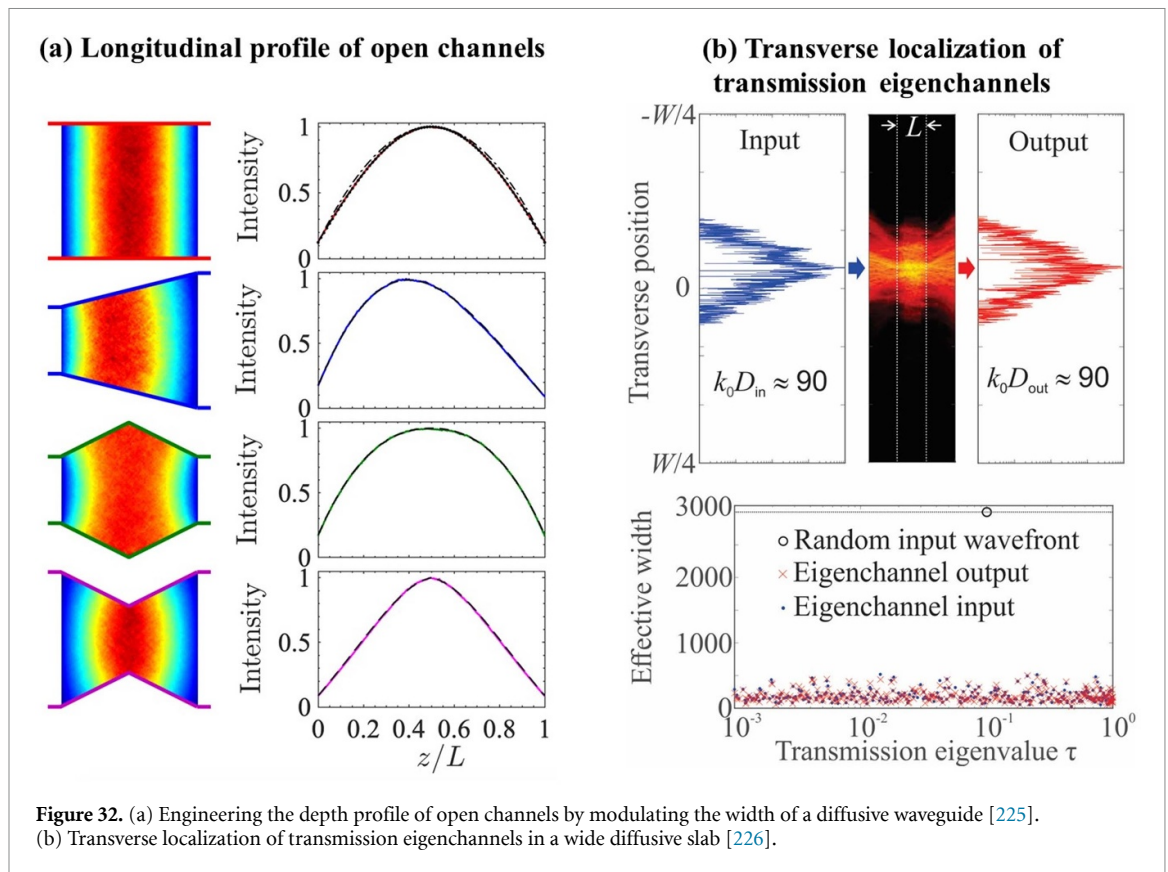 (a) Longitudinal profile of open channels
Intensity
1
0.5
0
Intensity
1
0.5
0
Intensity
1
0.5
0
Intensity
1
0.5
0
0 0.2 0.4 0.6 0.8 1
z/L
(b) Transverse localization of
transmission eigenchannels
Transverse position
-W/4
0
W/4
Input
k₀D_in ≈ 90
L
Output
k₀D_out ≈ 90
Effective width
3000
2000
1000
0
Random input wavefront
Eigenchannel output
Eigenchannel input
10⁻³ 10⁻² 10⁻¹ 10⁰
Transmission eigenvalue τ
Figure 32. (a) Engineering the depth profile of open channels by modulating the width of a diffusive waveguide [225].
(b) Transverse localization of transmission eigenchannels in a wide diffusive slab [226].